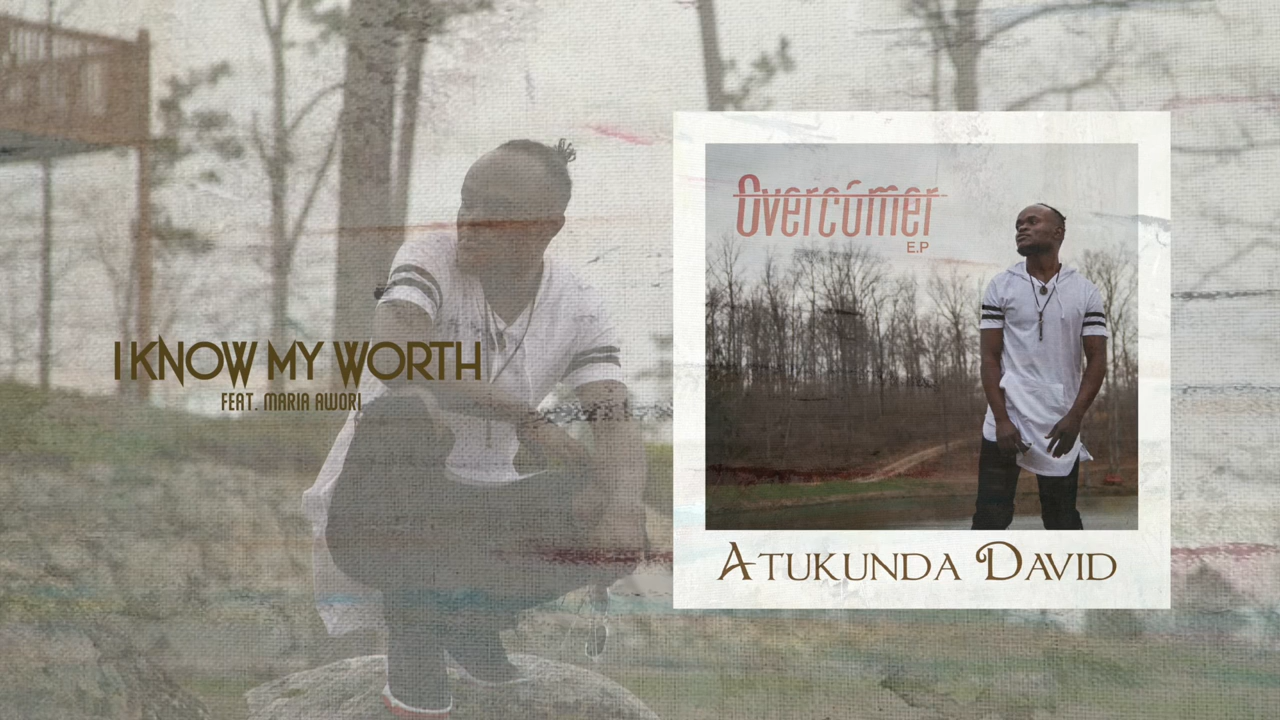 I KNOW MY WORTH
FEAT. MARIA AWORI
Overcomer
E.P
ATUKUNDA DAVID